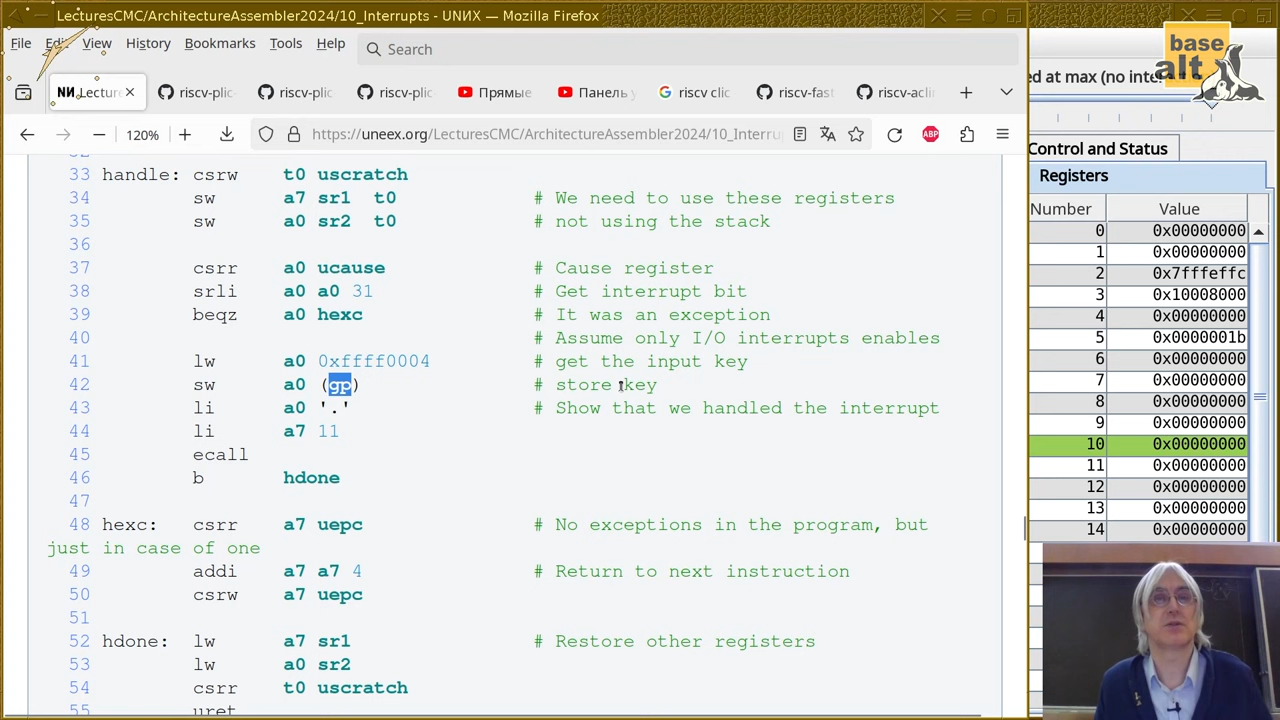 LecturesCMC/ArchitectureAssembler2024/10_Interrupts - UNИX — Mozilla Firefox
File Edit View History Bookmarks Tools Help
Search
NИ. Lecture
riscv-plic
riscv-plic
riscv-plic
Прямые
Панель у
riscv clic
riscv-fast
riscv-aclin
120%
https://uneex.org/LecturesCMC/ArchitectureAssembler2024/10_Interru
ABP
33 handle: csrw t0 uscratch
34 sw a7 sr1 t0 # We need to use these registers
35 sw a0 sr2 t0 # not using the stack
36
37 csrr a0 ucause # Cause register
38 srli a0 a0 31 # Get interrupt bit
39 beqz a0 hexc # It was an exception
40 # Assume only I/O interrupts enables
41 lw a0 0xffff0004 # get the input key
42 sw a0 (gp) # store key
43 li a0 '.' # Show that we handled the interrupt
44 li a7 11
45 ecall
46 b hdone
47
48 hexc: csrr a7 uepc # No exceptions in the program, but
just in case of one
49 addi a7 a7 4 # Return to next instruction
50 csrw a7 uepc
51
52 hdone: lw a7 sr1 # Restore other registers
53 lw a0 sr2
54 csrr t0 uscratch
55 uret
base
alt
ed at max (no inte
Control and Status
Registers
Number Value
0 0x00000000
1 0x00000000
2 0x7fffeffc
3 0x10008000
4 0x00000000
5 0x0000001b
6 0x00000000
7 0x00000000
8 0x00000000
9 0x00000000
10 0x00000000
11 0x00000000
12 0x00000000
13 0x00000000
14 0x00000000